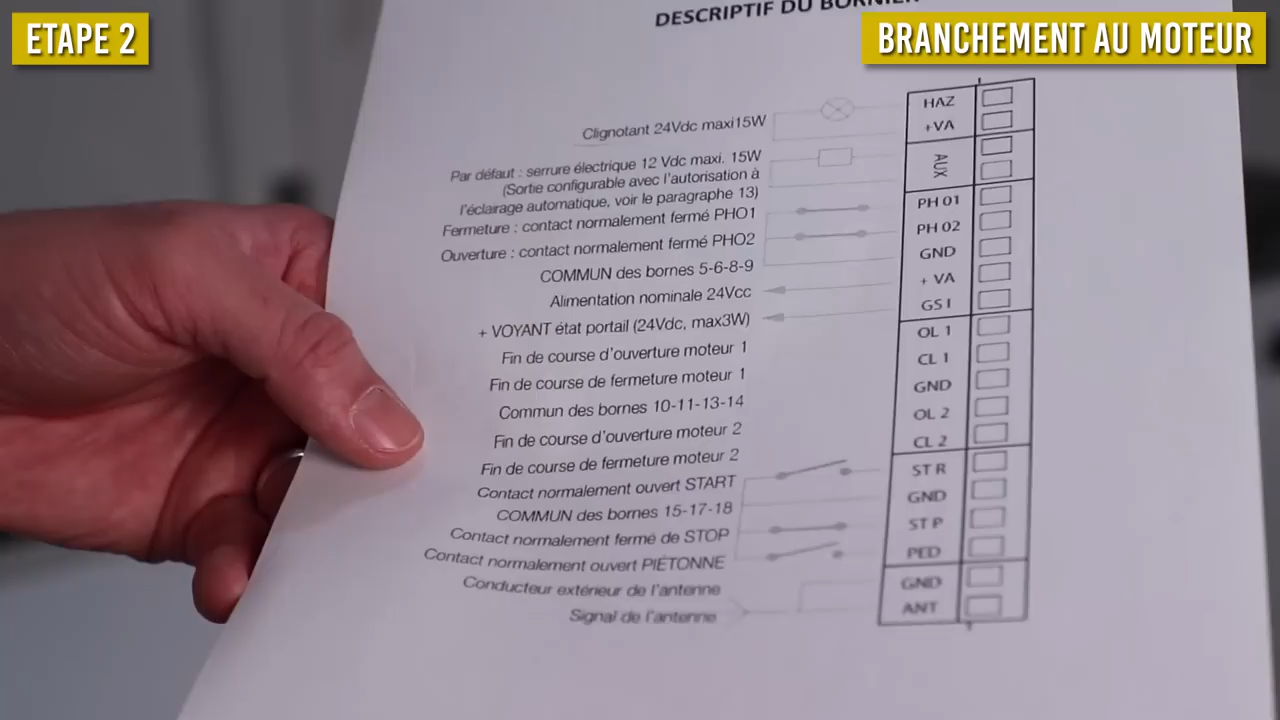 ETAPE 2
BRANCHEMENT AU MOTEUR
DESCRIPTIF DU
Clignotant 24Vdc maxi15W
Par défaut : serrure électrique 12 Vdc maxi. 15W
(Sortie configurable avec l'autorisation à
l'éclairage automatique, voir le paragraphe 13)
Fermeture : contact normalement fermé PHO1
Ouverture : contact normalement fermé PHO2
COMMUN des bornes 5-6-8-9
Alimentation nominale 24Vcc
+ VOYANT état portail (24Vdc, max3W)
Fin de course d'ouverture moteur 1
Fin de course de fermeture moteur 1
Commun des bornes 10-11-13-14
Fin de course d'ouverture moteur 2
Fin de course de fermeture moteur 2
Contact normalement ouvert START
COMMUN des bornes 15-17-18
Contact normalement fermé de STOP
Contact normalement ouvert PIÉTONNE
Conducteur extérieur de l'antenne
Signal de l'antenne
HAZ
+VA
AUX
PH 01
PH 02
GND
+ VA
GS I
OL 1
CL 1
GND
OL 2
CL 2
ST R
GND
ST P
PED
GND
ANT